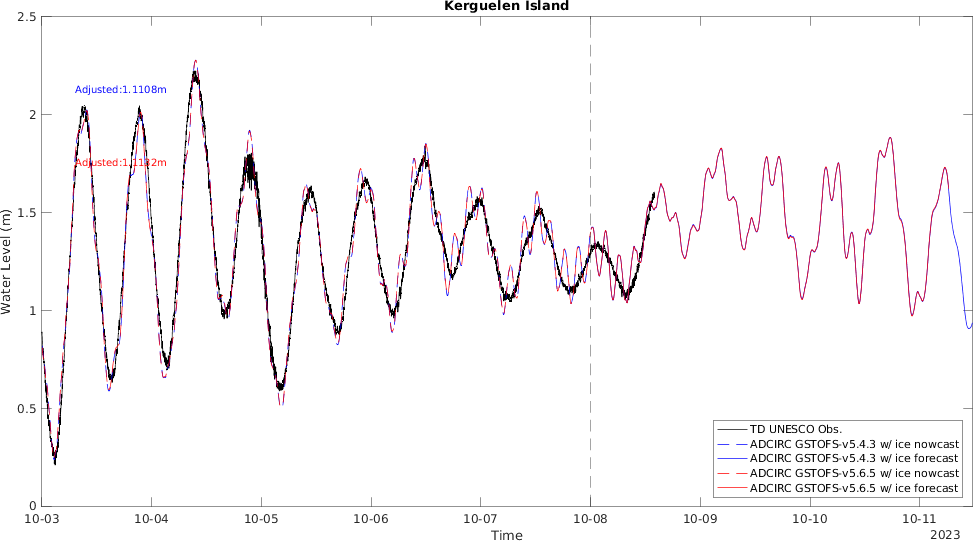 Kerguelen Island
2.5
2
1.5
1
0.5
0
Water Level (m)
Adjusted:1.1108m
Adjusted:1.1132m
10-03 10-04 10-05 10-06 10-07 10-08 10-09 10-10 10-11
Time
2023
TD UNESCO Obs.
ADCIRC GSTOFS-v5.4.3 w/ ice nowcast
ADCIRC GSTOFS-v5.4.3 w/ ice forecast
ADCIRC GSTOFS-v5.6.5 w/ ice nowcast
ADCIRC GSTOFS-v5.6.5 w/ ice forecast